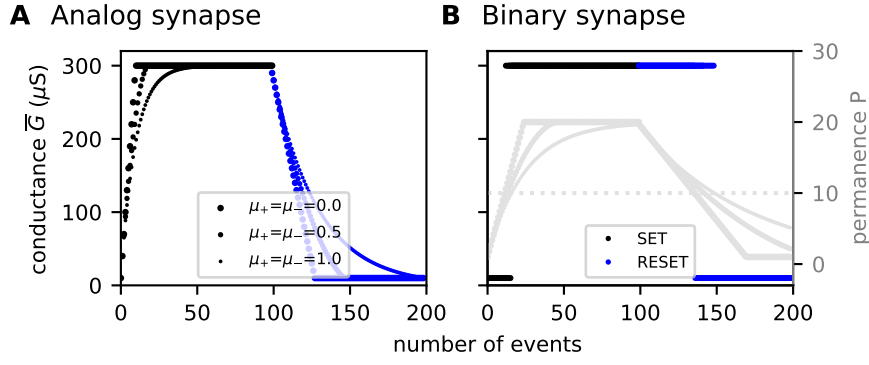 A Analog synapse
B Binary synapse
conductance G̅ (μS)
300
200
100
0
μ₊=μ₋=0.0
μ₊=μ₋=0.5
μ₊=μ₋=1.0
0 50 100 150 200
SET
RESET
0 50 100 150 200
30
20
10
0
permanence P
number of events